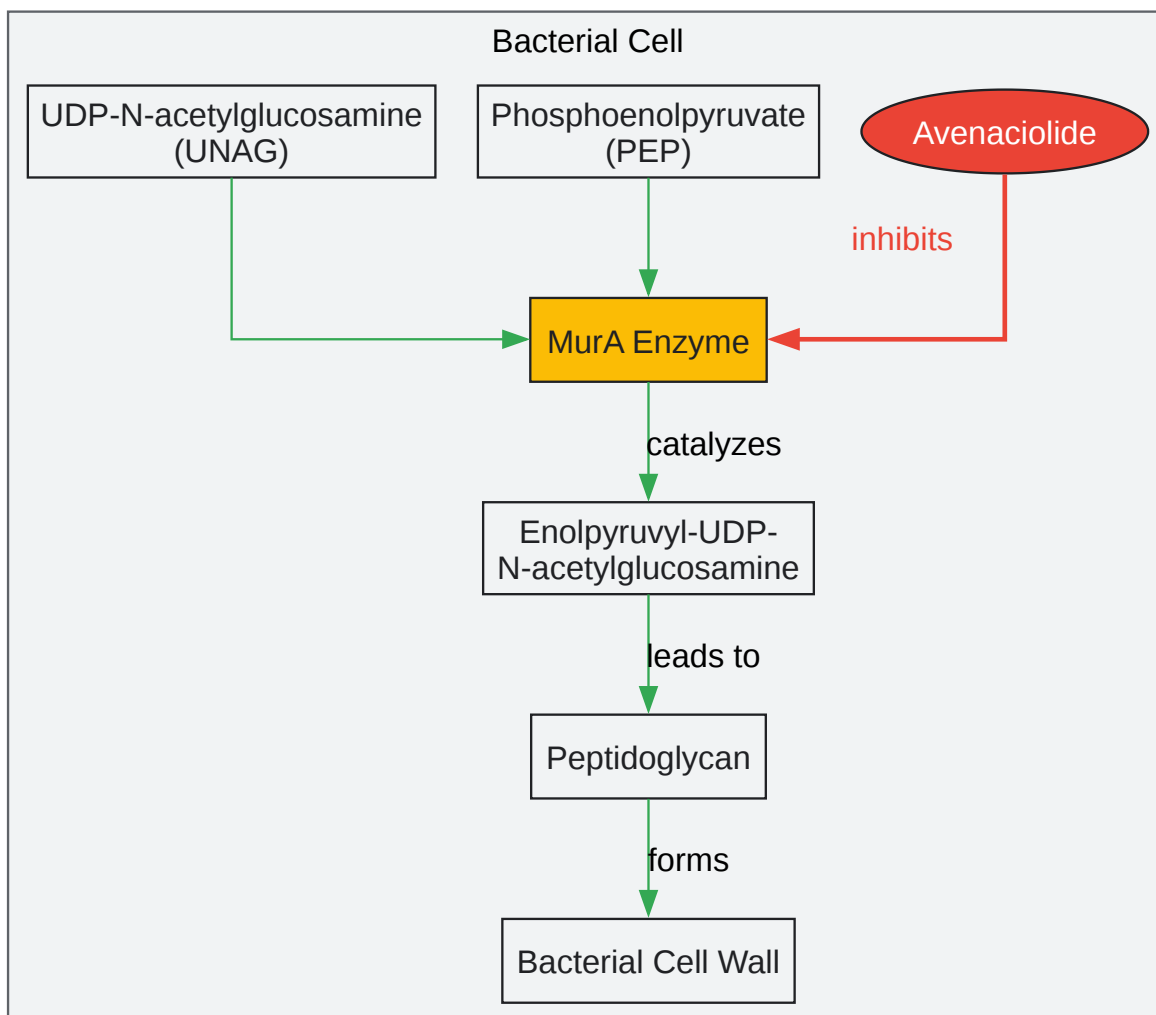 Bacterial Cell
UDP-N-acetylglucosamine
(UNAG)
Phosphoenolpyruvate
(PEP)
Avenaciolide
inhibits
MurA Enzyme
catalyzes
Enolpyruvyl-UDP-
N-acetylglucosamine
leads to
Peptidoglycan
forms
Bacterial Cell Wall